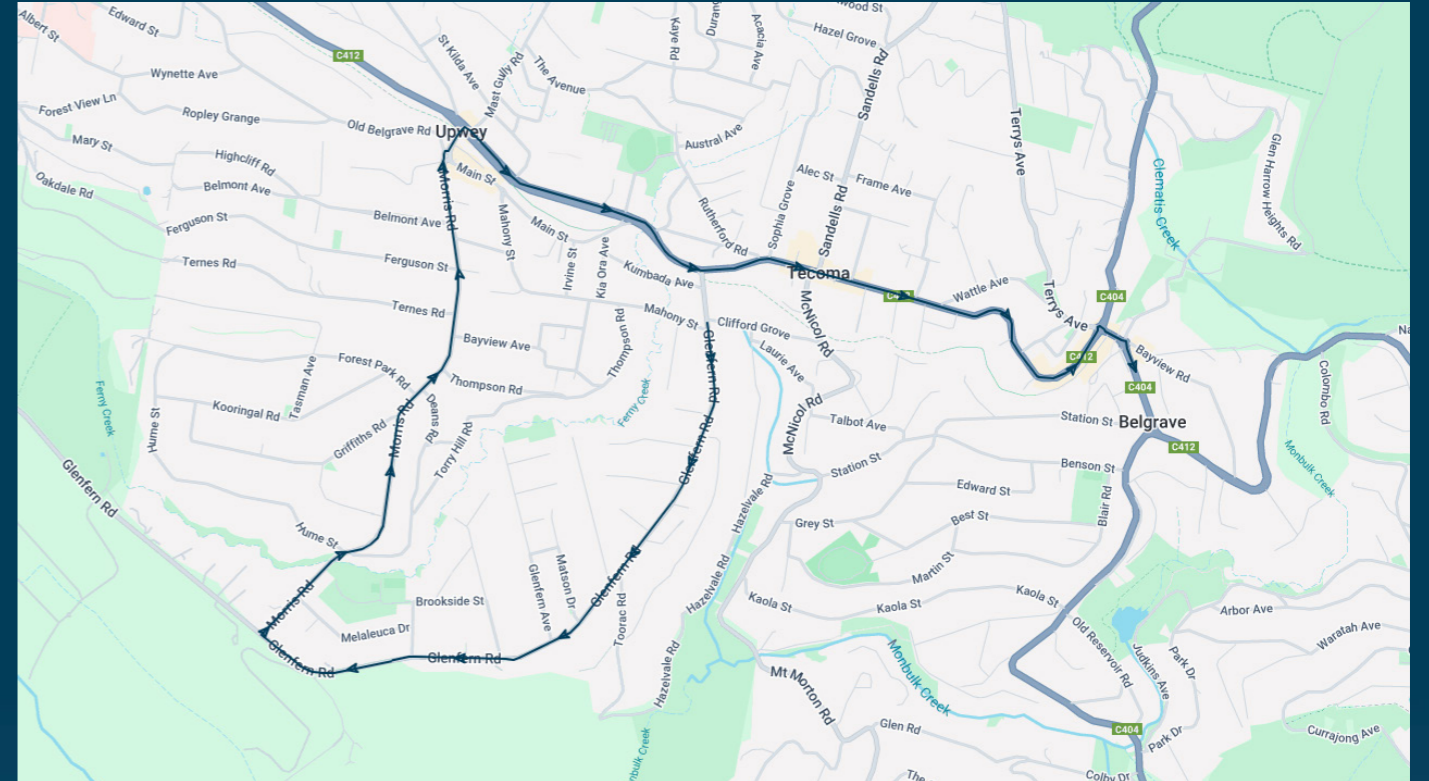 Albert St
Edward St
C412
St Kilda Ave
Mast Gully Rd
The Avenue
Kaye Rd
Acacia Ave
Hazel Grove
Sandells Rd
Wynette Ave
Forest View Ln
Ropley Grange
Old Belgrave Rd
Upwey
Austral Ave
Terrys Ave
Glen Harrow Heights Rd
Clematis Creek
Mary St
Highcliff Rd
Main St
Alec St
Frame Ave
Oakdale Rd
Belmont Ave
Morris Rd
Sophia Grove
Sandells Rd
Ferguson St
Belmont Ave
Mahony St
Main St
Rutherford Rd
Irvine St
Kia Ora Ave
Ternes Rd
Ferguson St
Kumbada Ave
Tecoma
C412
Wattle Ave
Terrys Ave
C404
Ternes Rd
Mahony St
Clifford Grove
McNicol Rd
Bayview Ave
Thompson Rd
Glenfern Rd
Laurie Ave
C412
Bayview Rd
Forest Park Rd
Tasman Ave
Thompson Rd
C404
Colombo Rd
Ferny Creek
Hume St
Kooringal Rd
Deans Rd
Ferny Creek
McNicol Rd
Talbot Ave
Station St
Belgrave
Griffiths Rd
Morris Rd
Torry Hill Rd
Glenfern Rd
C412
Glenfern Rd
Station St
Benson St
Monbulk Creek
Hazelvale Rd
Edward St
Blair Rd
Hume St
Grey St
Best St
Glenfern Rd
Matson Dr
Glenfern Ave
Martin St
Morris Rd
Brookside St
Toorac Rd
Hazelvale Rd
Kaola St
Kaola St
Kaola St
Arbor Ave
Melaleuca Dr
Old Reservoir Rd
Waratah Ave
Glenfern Rd
Glenfern Rd
Hazelvale Rd
Mt Morton Rd
Monbulk Creek
Judkins Ave
Park Dr
Glen Rd
C404
Park Dr
Currajong Ave
The
Colby Dr